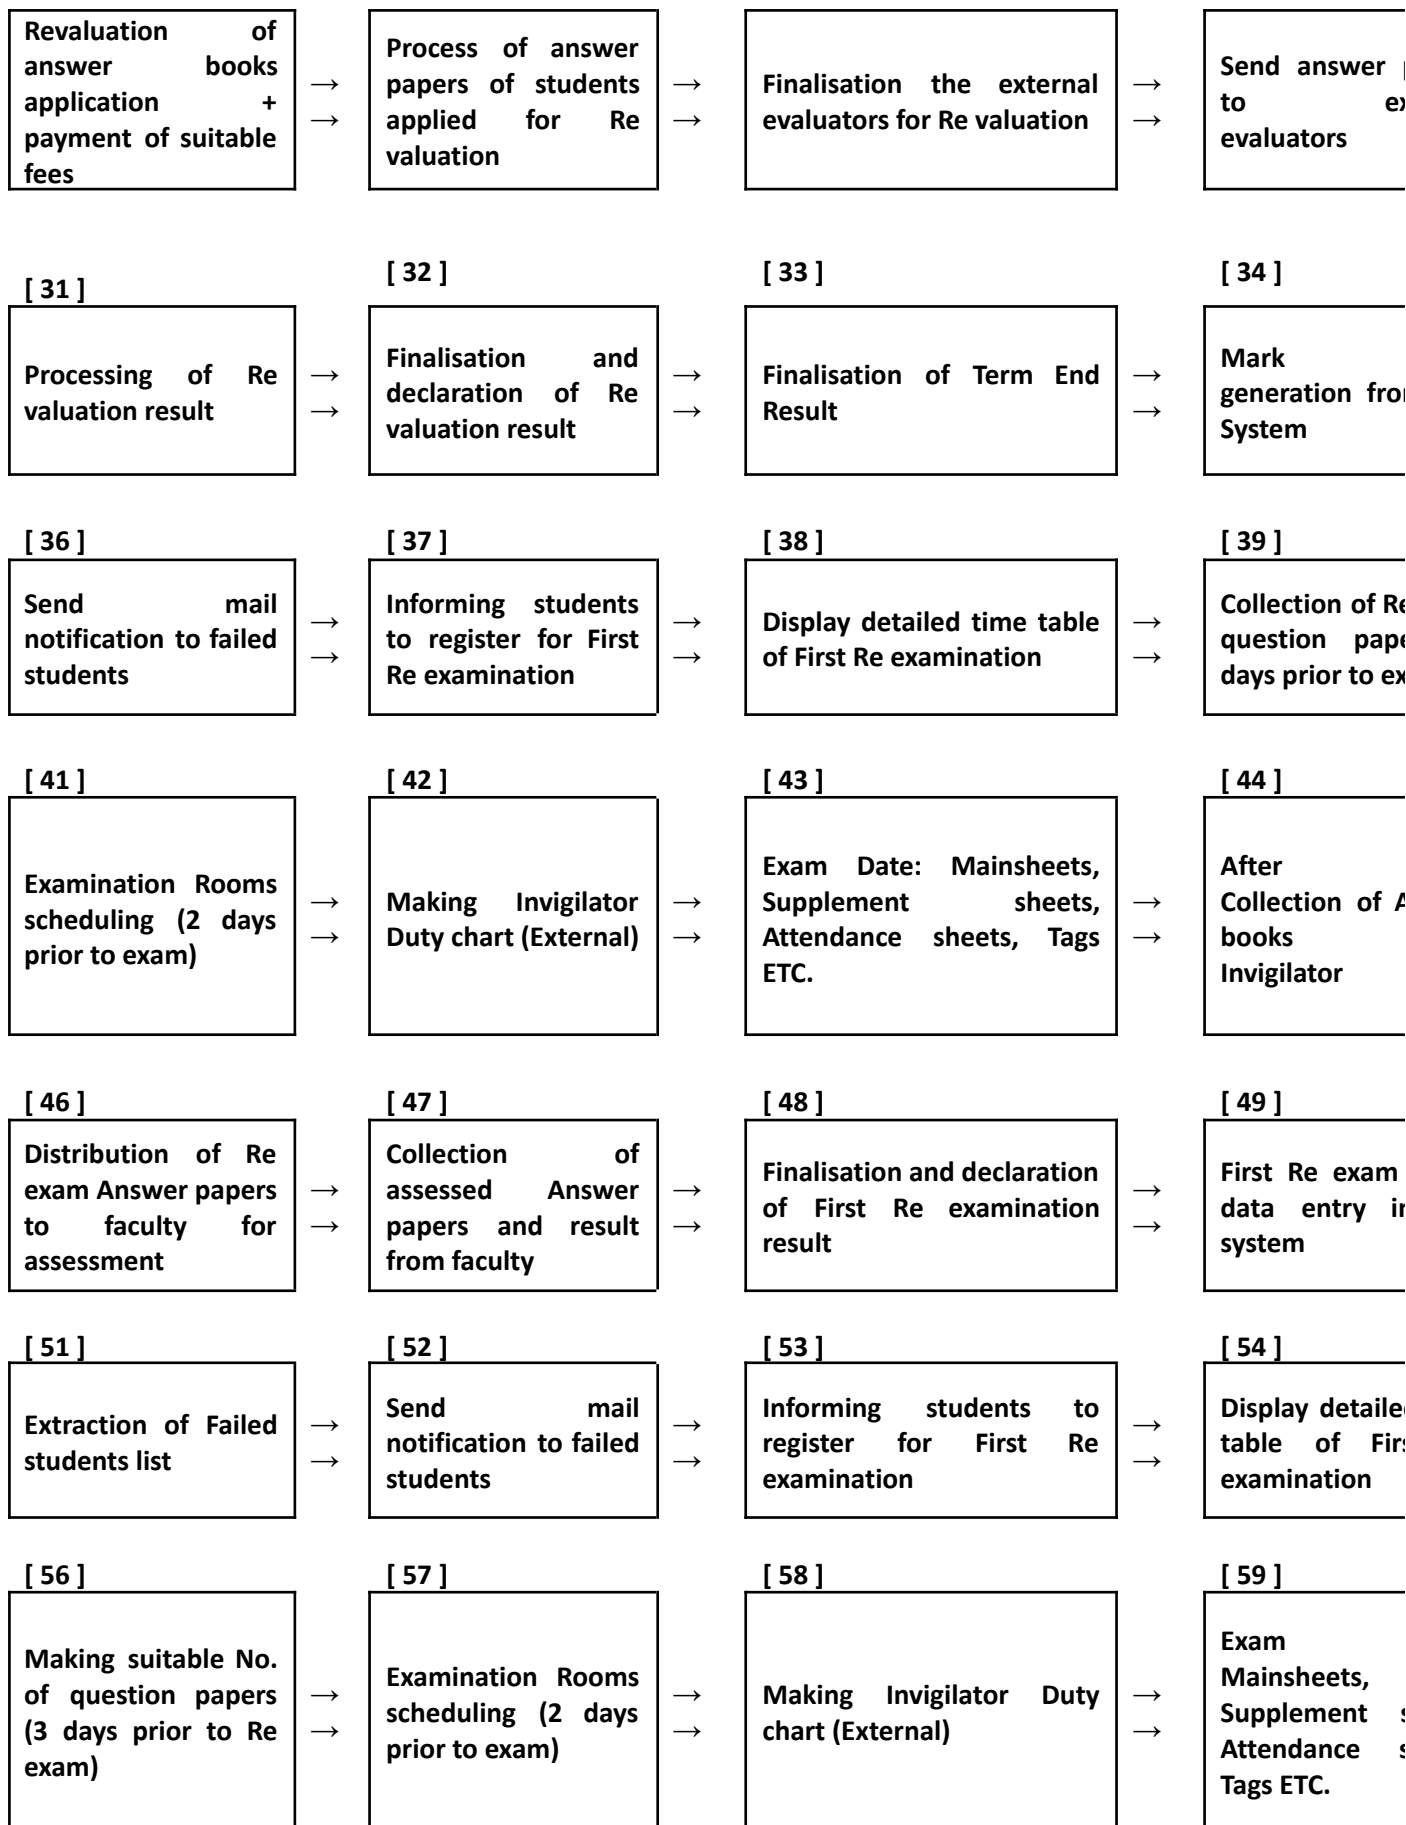 Revaluation of
answer books
application +
payment of suitable
fees
→
→
Process of answer
papers of students
applied for Re
valuation
→
→
Finalisation the external
evaluators for Re valuation
→
→
Send answer
to
evaluators
[ 31 ]
[ 32 ]
[ 33 ]
[ 34 ]
Processing of Re
valuation result
→
→
Finalisation and
declaration of Re
valuation result
→
→
Finalisation of Term End
Result
→
→
Mark
generation
System
[ 36 ]
[ 37 ]
[ 38 ]
[ 39 ]
Send mail
notification to failed
students
→
→
Informing students
to register for First
Re examination
→
→
Display detailed time table
of First Re examination
→
→
Collection of Re
question
days prior to
[ 41 ]
[ 42 ]
[ 43 ]
[ 44 ]
Examination Rooms
scheduling (2 days
prior to exam)
→
→
Making Invigilator
Duty chart (External)
→
→
Exam Date: Mainsheets,
Supplement sheets,
Attendance sheets, Tags
ETC.
→
→
After
Collection of
books
Invigilator
[ 46 ]
[ 47 ]
[ 48 ]
[ 49 ]
Distribution of Re
exam Answer papers
to faculty for
assessment
→
→
Collection of
assessed Answer
papers and result
from faculty
→
→
Finalisation and declaration
of First Re examination
result
→
→
First Re exam
data entry
system
[ 51 ]
[ 52 ]
[ 53 ]
[ 54 ]
Extraction of Failed
students list
→
→
Send mail
notification to failed
students
→
→
Informing students to
register for First Re
examination
→
→
Display
table of
examination
[ 56 ]
[ 57 ]
[ 58 ]
[ 59 ]
Making suitable No.
of question papers
(3 days prior to Re
exam)
→
→
Examination Rooms
scheduling (2 days
prior to exam)
→
→
Making Invigilator Duty
chart (External)
→
→
Exam
Mainsheets,
Supplement
Attendance
Tags ETC.